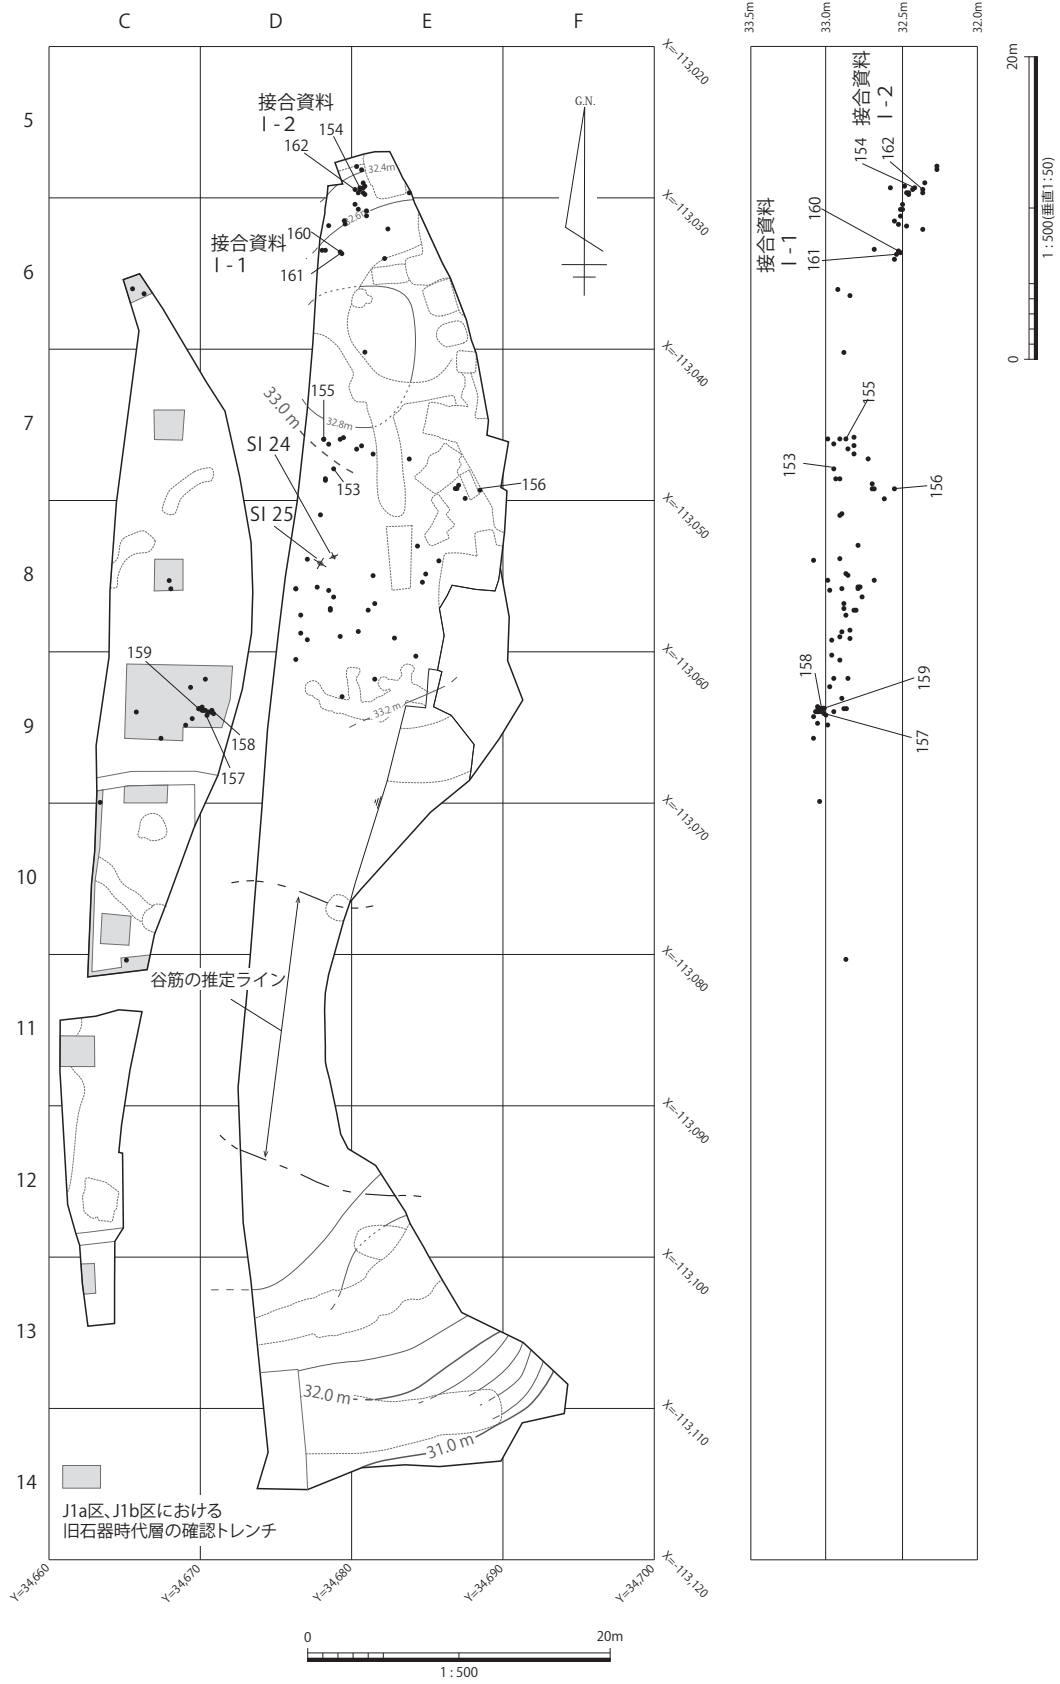 C
D
E
F
5
6
7
8
9
10
11
12
13
14
接合資料
Ⅰ-2
154
162
32.4m
32.6m
接合資料
Ⅰ-1
160
161
155
33.0 m
32.8m
SI 24
153
156
SI 25
159
158
157
33.2 m
谷筋の推定ライン
32.0 m
31.0 m
J1a区、J1b区における
旧石器時代層の確認トレンチ
G.N.
X=-113,020
X=-113,030
X=-113,040
X=-113,050
X=-113,060
X=-113,070
X=-113,080
X=-113,090
X=-113,100
X=-113,110
X=-113,120
Y=34,660
Y=34,670
Y=34,680
Y=34,690
Y=34,700
0
20m
1：500
33.5m
33.0m
32.5m
32.0m
接合資料
Ⅰ-2
154
162
接合資料
Ⅰ-1
160
161
155
153
156
158
159
157
20m
0
1：500(垂直1:50)